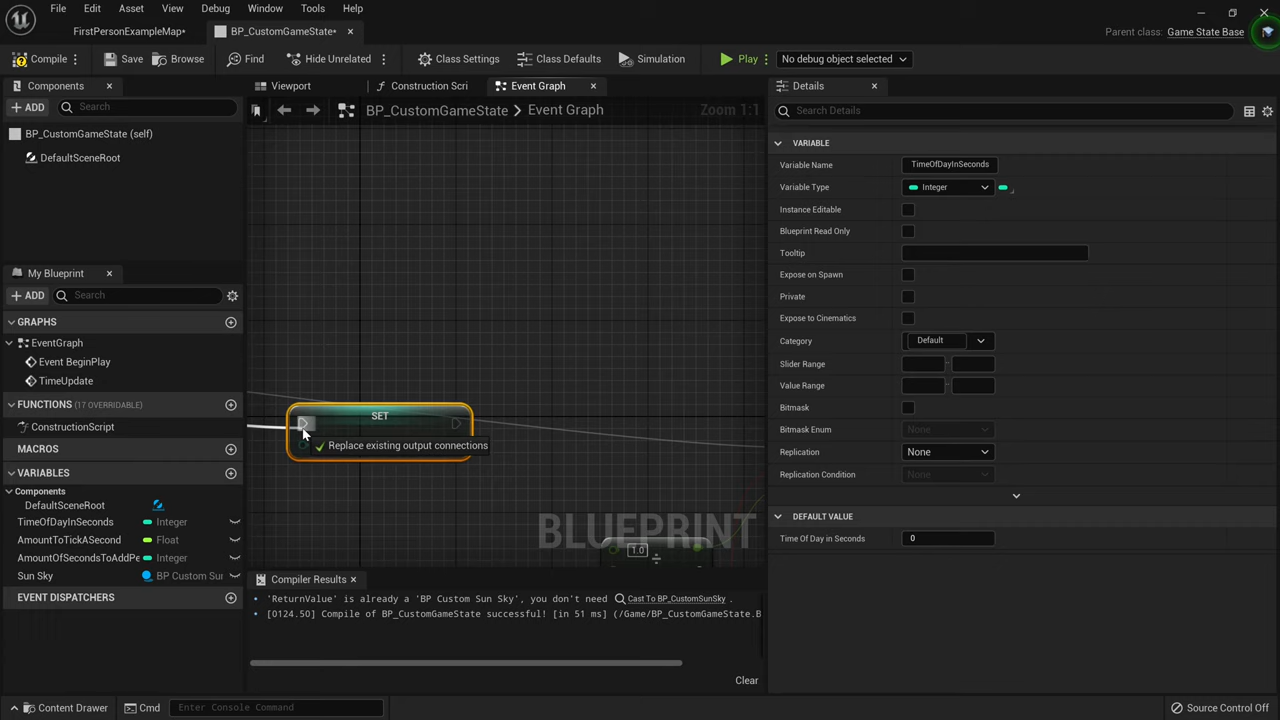 File Edit Asset View Debug Window Tools Help
FirstPersonExampleMap* BP_CustomGameState* Parent class: Game State Base
Compile Save Browse Find Hide Unrelated Class Settings Class Defaults Simulation Play No debug object selected
Components Viewport Construction Scri Event Graph Details
+ ADD Search BP_CustomGameState > Event Graph Zoom 1:1 Search Details
BP_CustomGameState (self)
DefaultSceneRoot
VARIABLE
Variable Name TimeOfDayInSeconds
Variable Type Integer
Instance Editable
Blueprint Read Only
Tooltip
Expose on Spawn
Private
Expose to Cinematics
Category Default
Slider Range
Value Range
Bitmask
Bitmask Enum None
Replication None
Replication Condition None
DEFAULT VALUE
Time Of Day in Seconds 0
My Blueprint
+ ADD Search
GRAPHS
EventGraph
Event BeginPlay
TimeUpdate
FUNCTIONS (17 OVERRIDABLE)
ConstructionScript
MACROS
VARIABLES
Components
DefaultSceneRoot
TimeOfDayInSeconds Integer
AmountToTickASecond Float
AmountOfSecondsToAddPe Integer
Sun Sky BP Custom Sun
EVENT DISPATCHERS
SET
Replace existing output connections
BLUEPRINT
1.0
Compiler Results
'ReturnValue' is already a 'BP Custom Sun Sky', you don't need Cast To BP_CustomSunSky .
[0124.50] Compile of BP_CustomGameState successful! [in 51 ms] (/Game/BP_CustomGameState.B
Clear
Content Drawer Cmd Enter Console Command Source Control Off